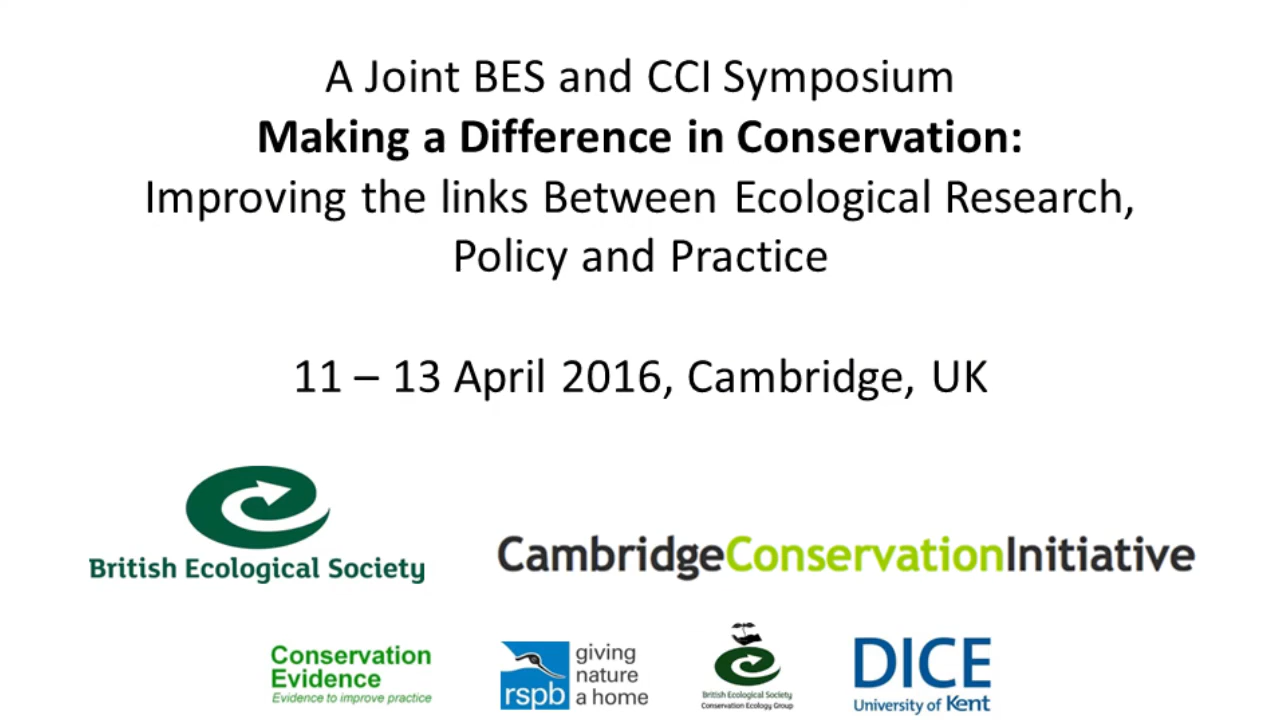 A Joint BES and CCI Symposium
Making a Difference in Conservation:
Improving the links Between Ecological Research,
Policy and Practice
11 – 13 April 2016, Cambridge, UK
British Ecological Society
CambridgeConservationInitiative
Conservation
Evidence
Evidence to improve practice
rspb
giving
nature
a home
British Ecological Society
Conservation Ecology Group
DICE
University of Kent